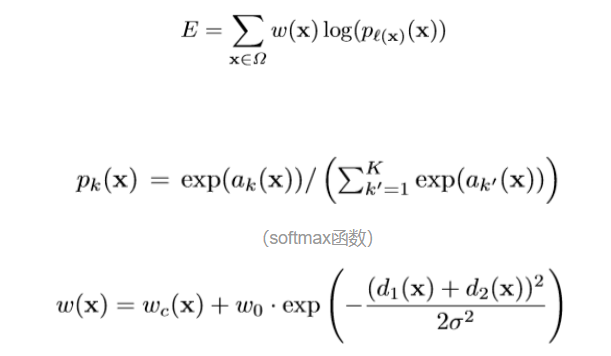 E = \sum_{\mathbf{x} \in \Omega} w(\mathbf{x}) \log(p_{\ell(\mathbf{x})}(\mathbf{x}))
p_k(\mathbf{x}) = \exp(a_k(\mathbf{x})) / \left( \sum_{k'=1}^{K} \exp(a_{k'}(\mathbf{x})) \right)
（softmax函数）
w(\mathbf{x}) = w_c(\mathbf{x}) + w_0 \cdot \exp \left( - \frac{(d_1(\mathbf{x}) + d_2(\mathbf{x}))^2}{2\sigma^2} \right)